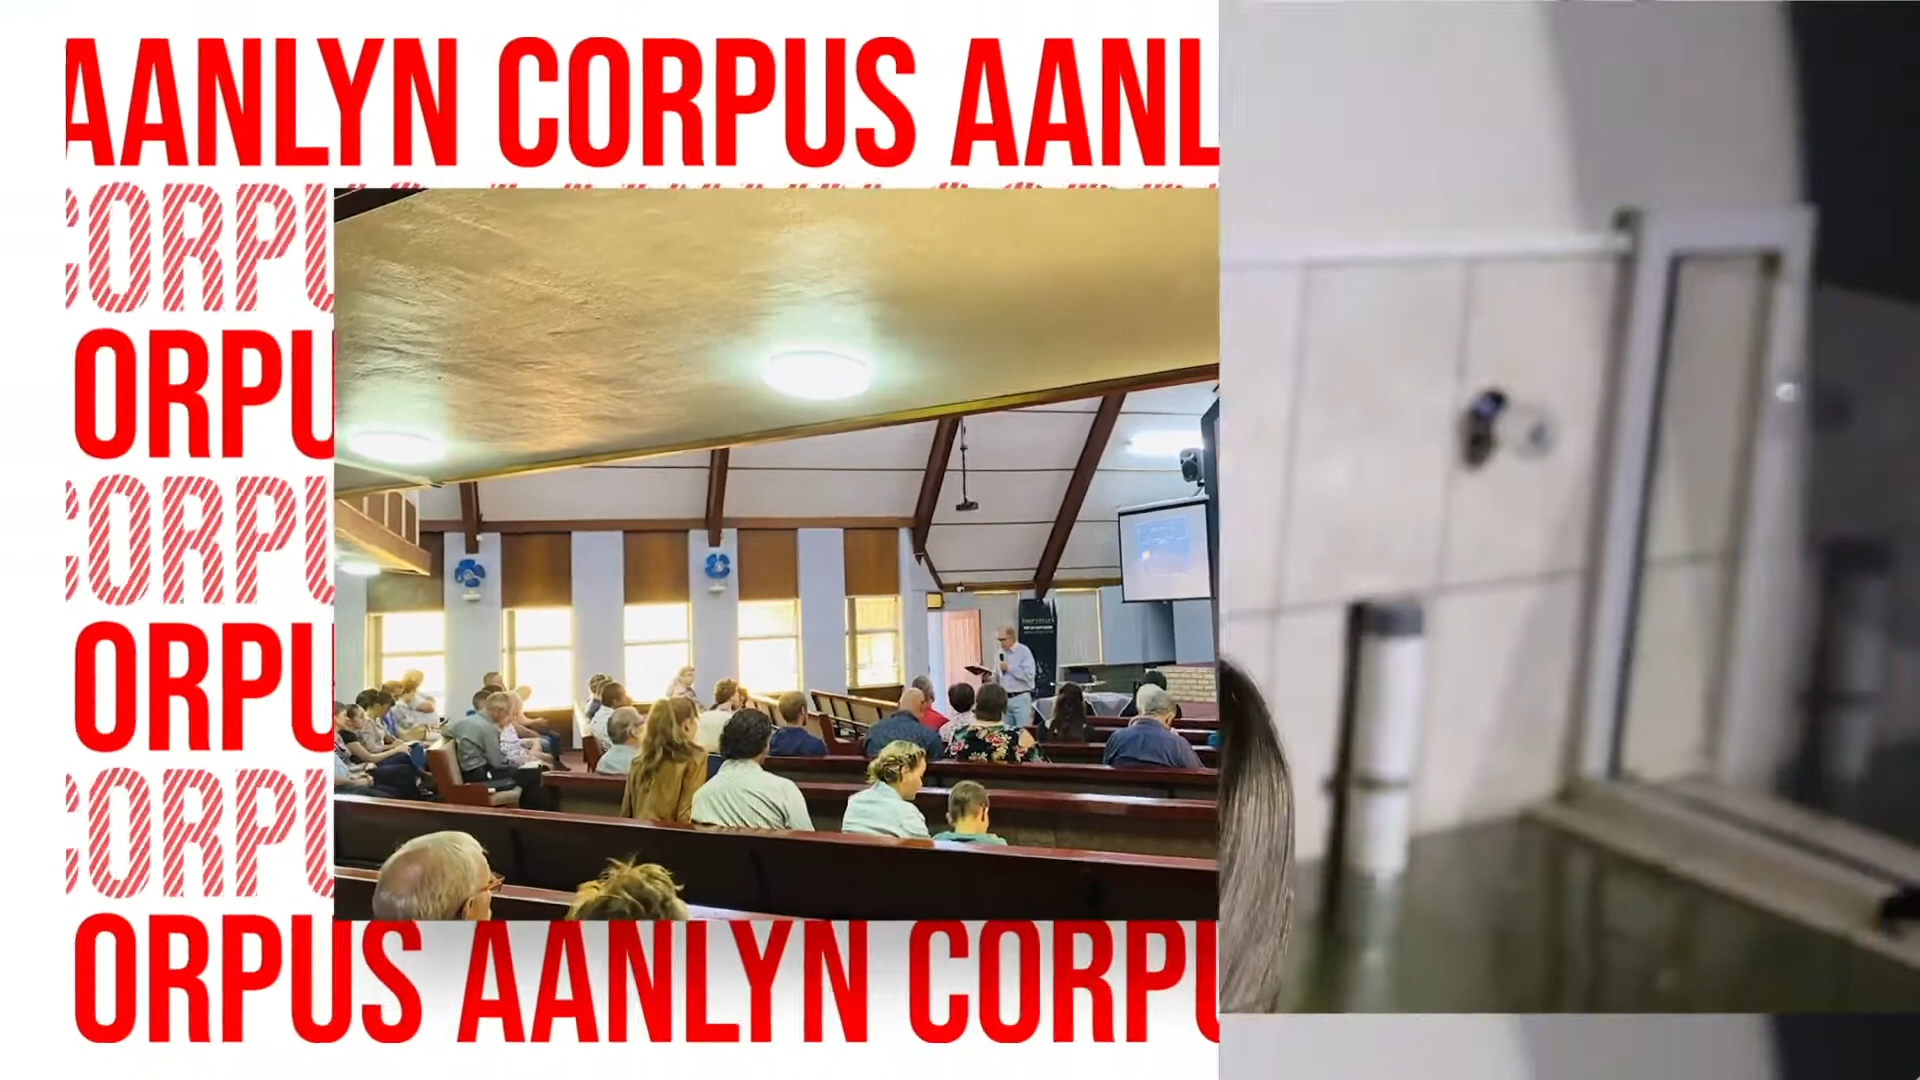 AANLYN CORPUS AANL
CORPU
ORPU
CORPU
ORPU
CORPU
ORPUS AANLYN CORPU